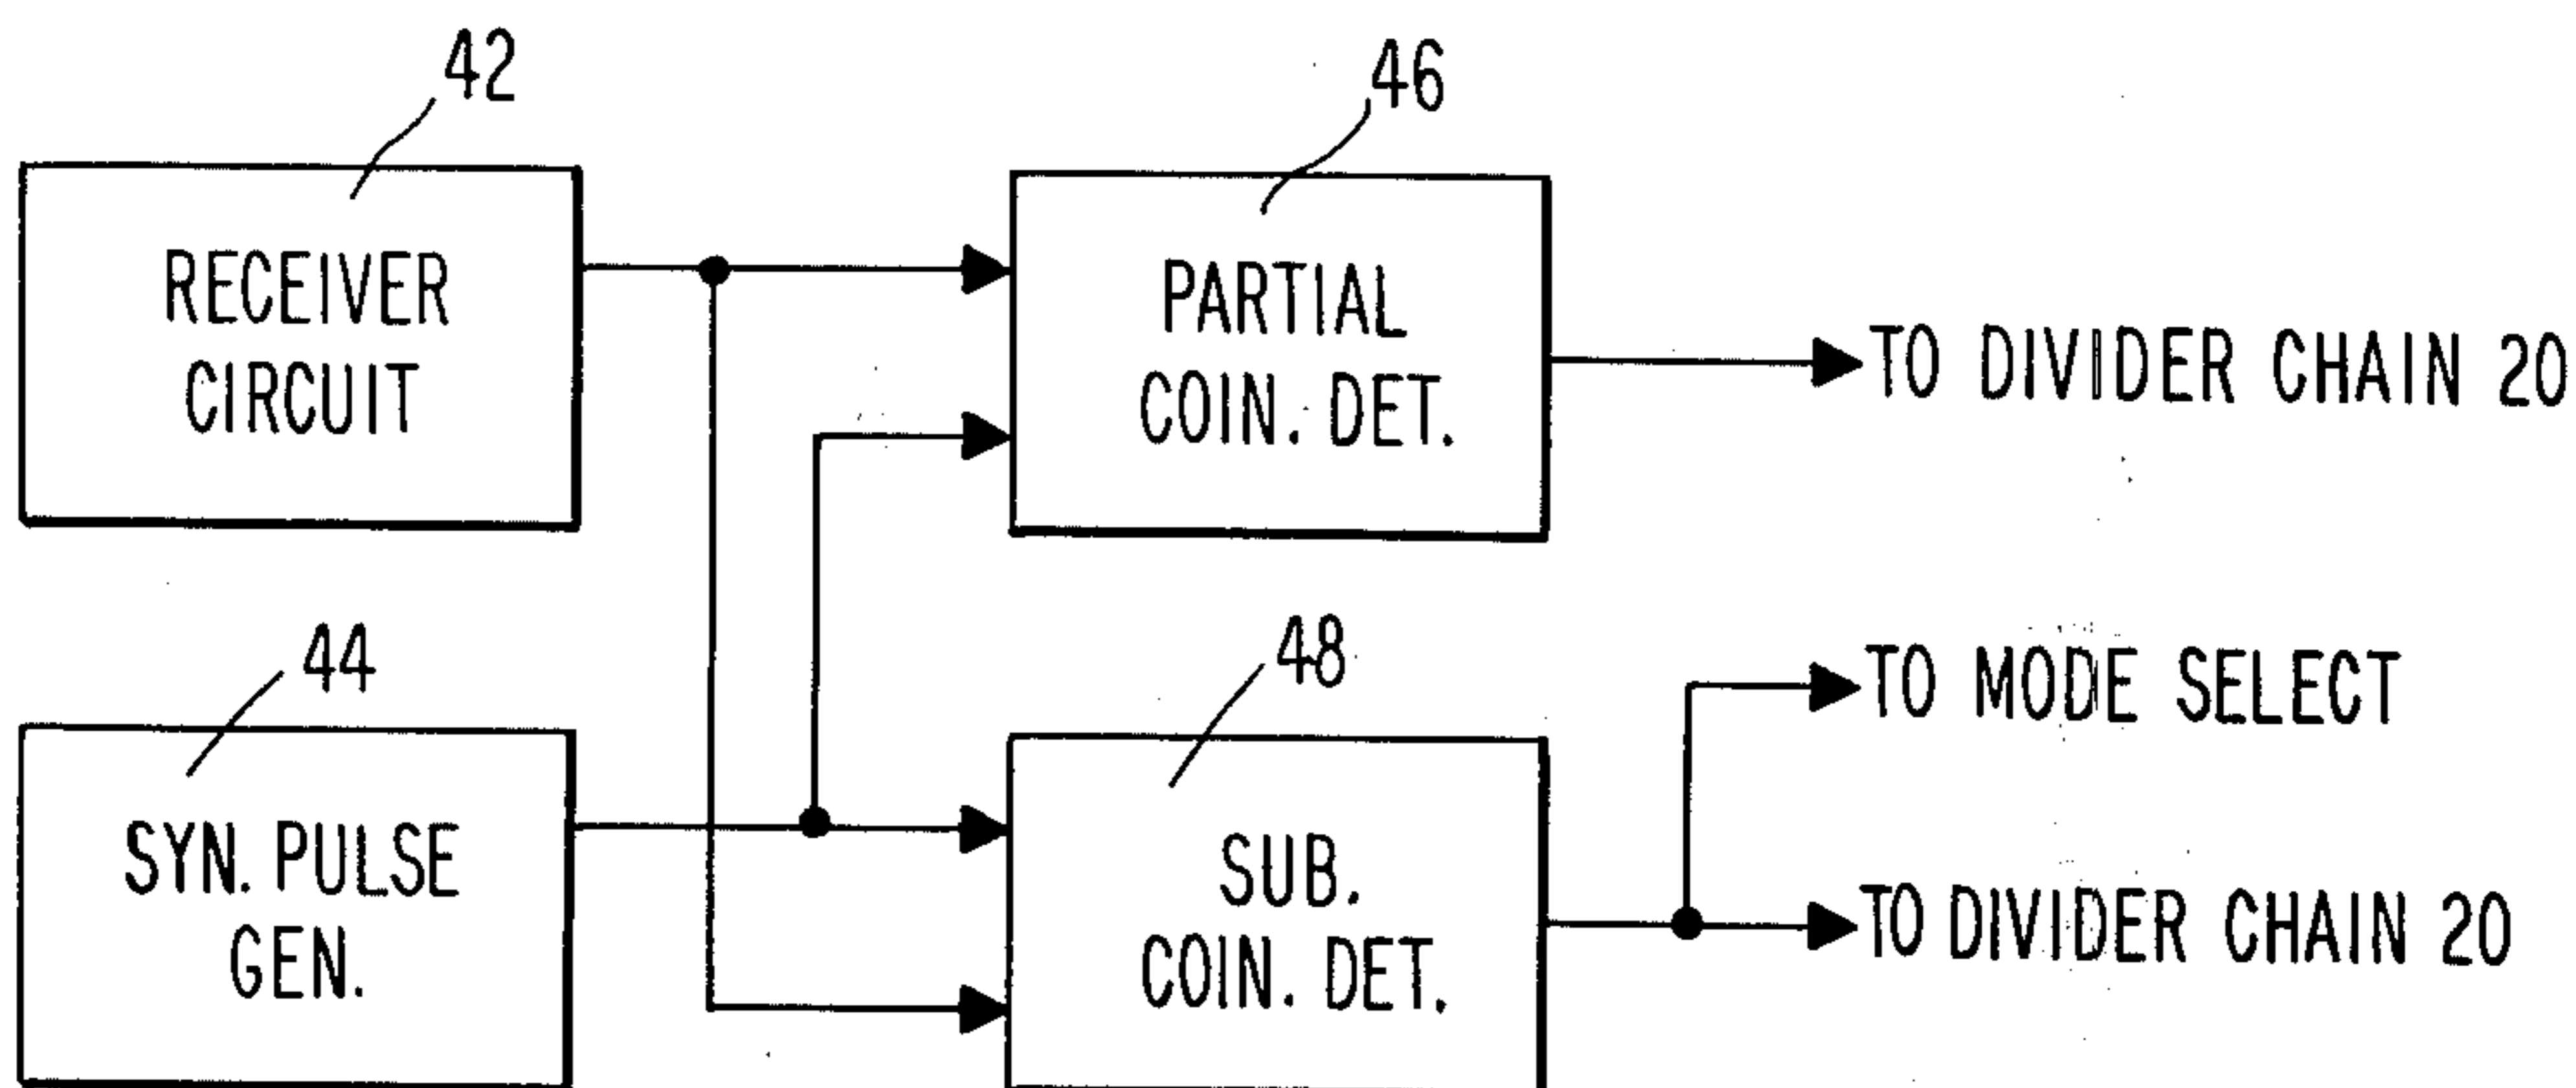 42
46
RECEIVER
CIRCUIT
PARTIAL
COIN. DET.
TO DIVIDER CHAIN 20
44
48
TO MODE SELECT
SYN. PULSE
GEN.
SUB.
COIN. DET.
TO DIVIDER CHAIN 20